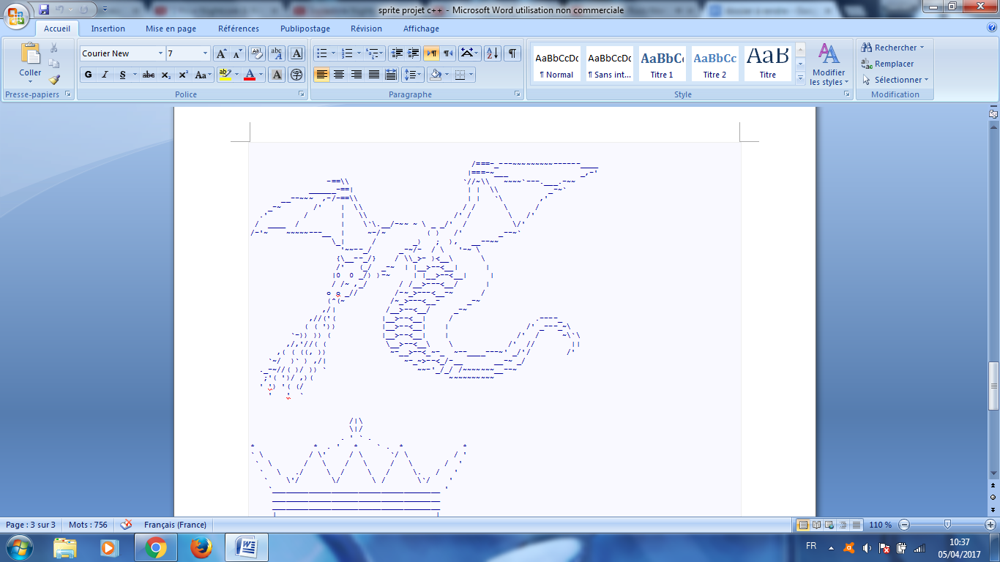 sprite projet c++ - Microsoft Word utilisation non commerciale
Accueil Insertion Mise en page Références Publipostage Révision Affichage
Coller
Presse-papiers
Courier New 7
G I S abc x₂ x² Aa
Police
Paragraphe
AaBbCcDc AaBbCcDc AaBbCc AaBbCc AaB
¶ Normal ¶ Sans int... Titre 1 Titre 2 Titre
Modifier les styles
Style
Rechercher
Remplacer
Sélectionner
Modification
Page : 3 sur 3 Mots : 756 Français (France) 110 %
FR 10:37
05/04/2017